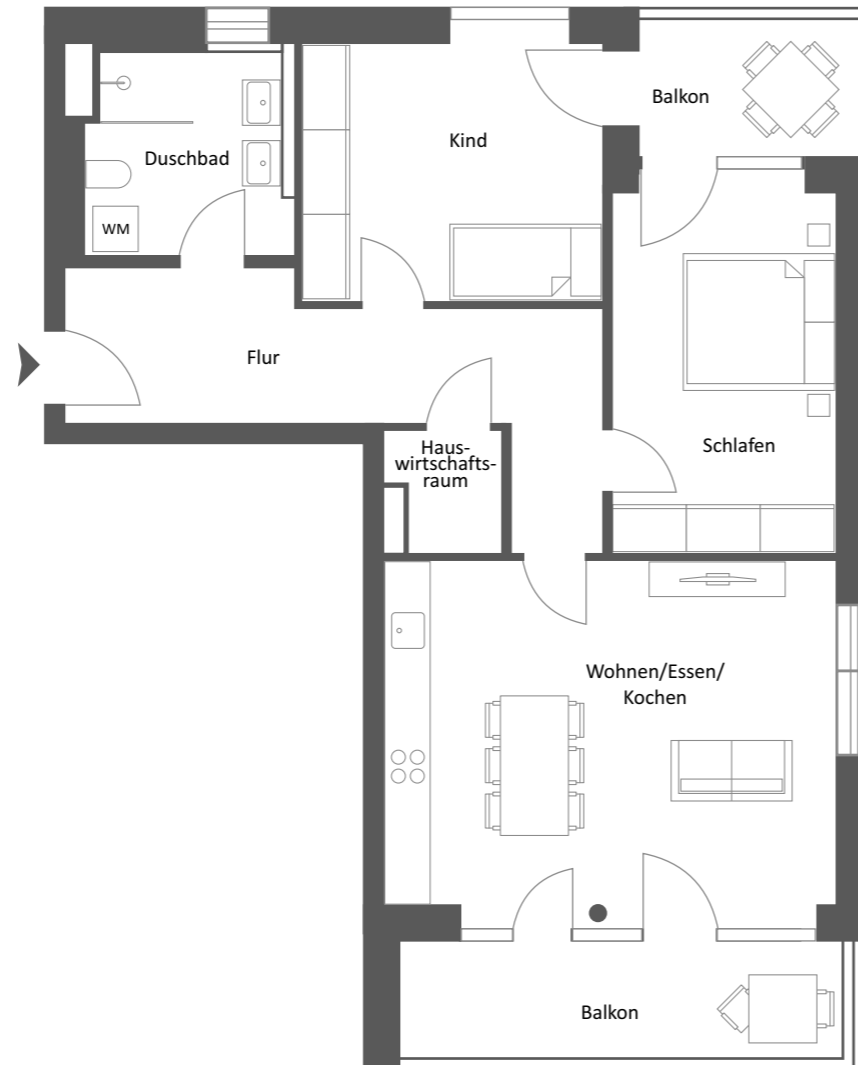 Balkon
Kind
Duschbad
WM
Flur
Haus-
wirtschafts-
raum
Schlafen
Wohnen/Essen/
Kochen
Balkon